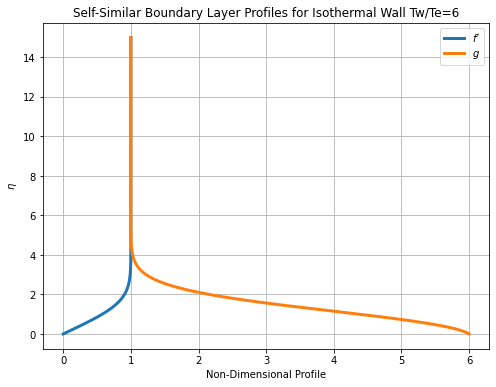 Self-Similar Boundary Layer Profiles for Isothermal Wall Tw/Te=6
f′
g
14
12
10
8
6
4
2
0
η
0 1 2 3 4 5 6
Non-Dimensional Profile